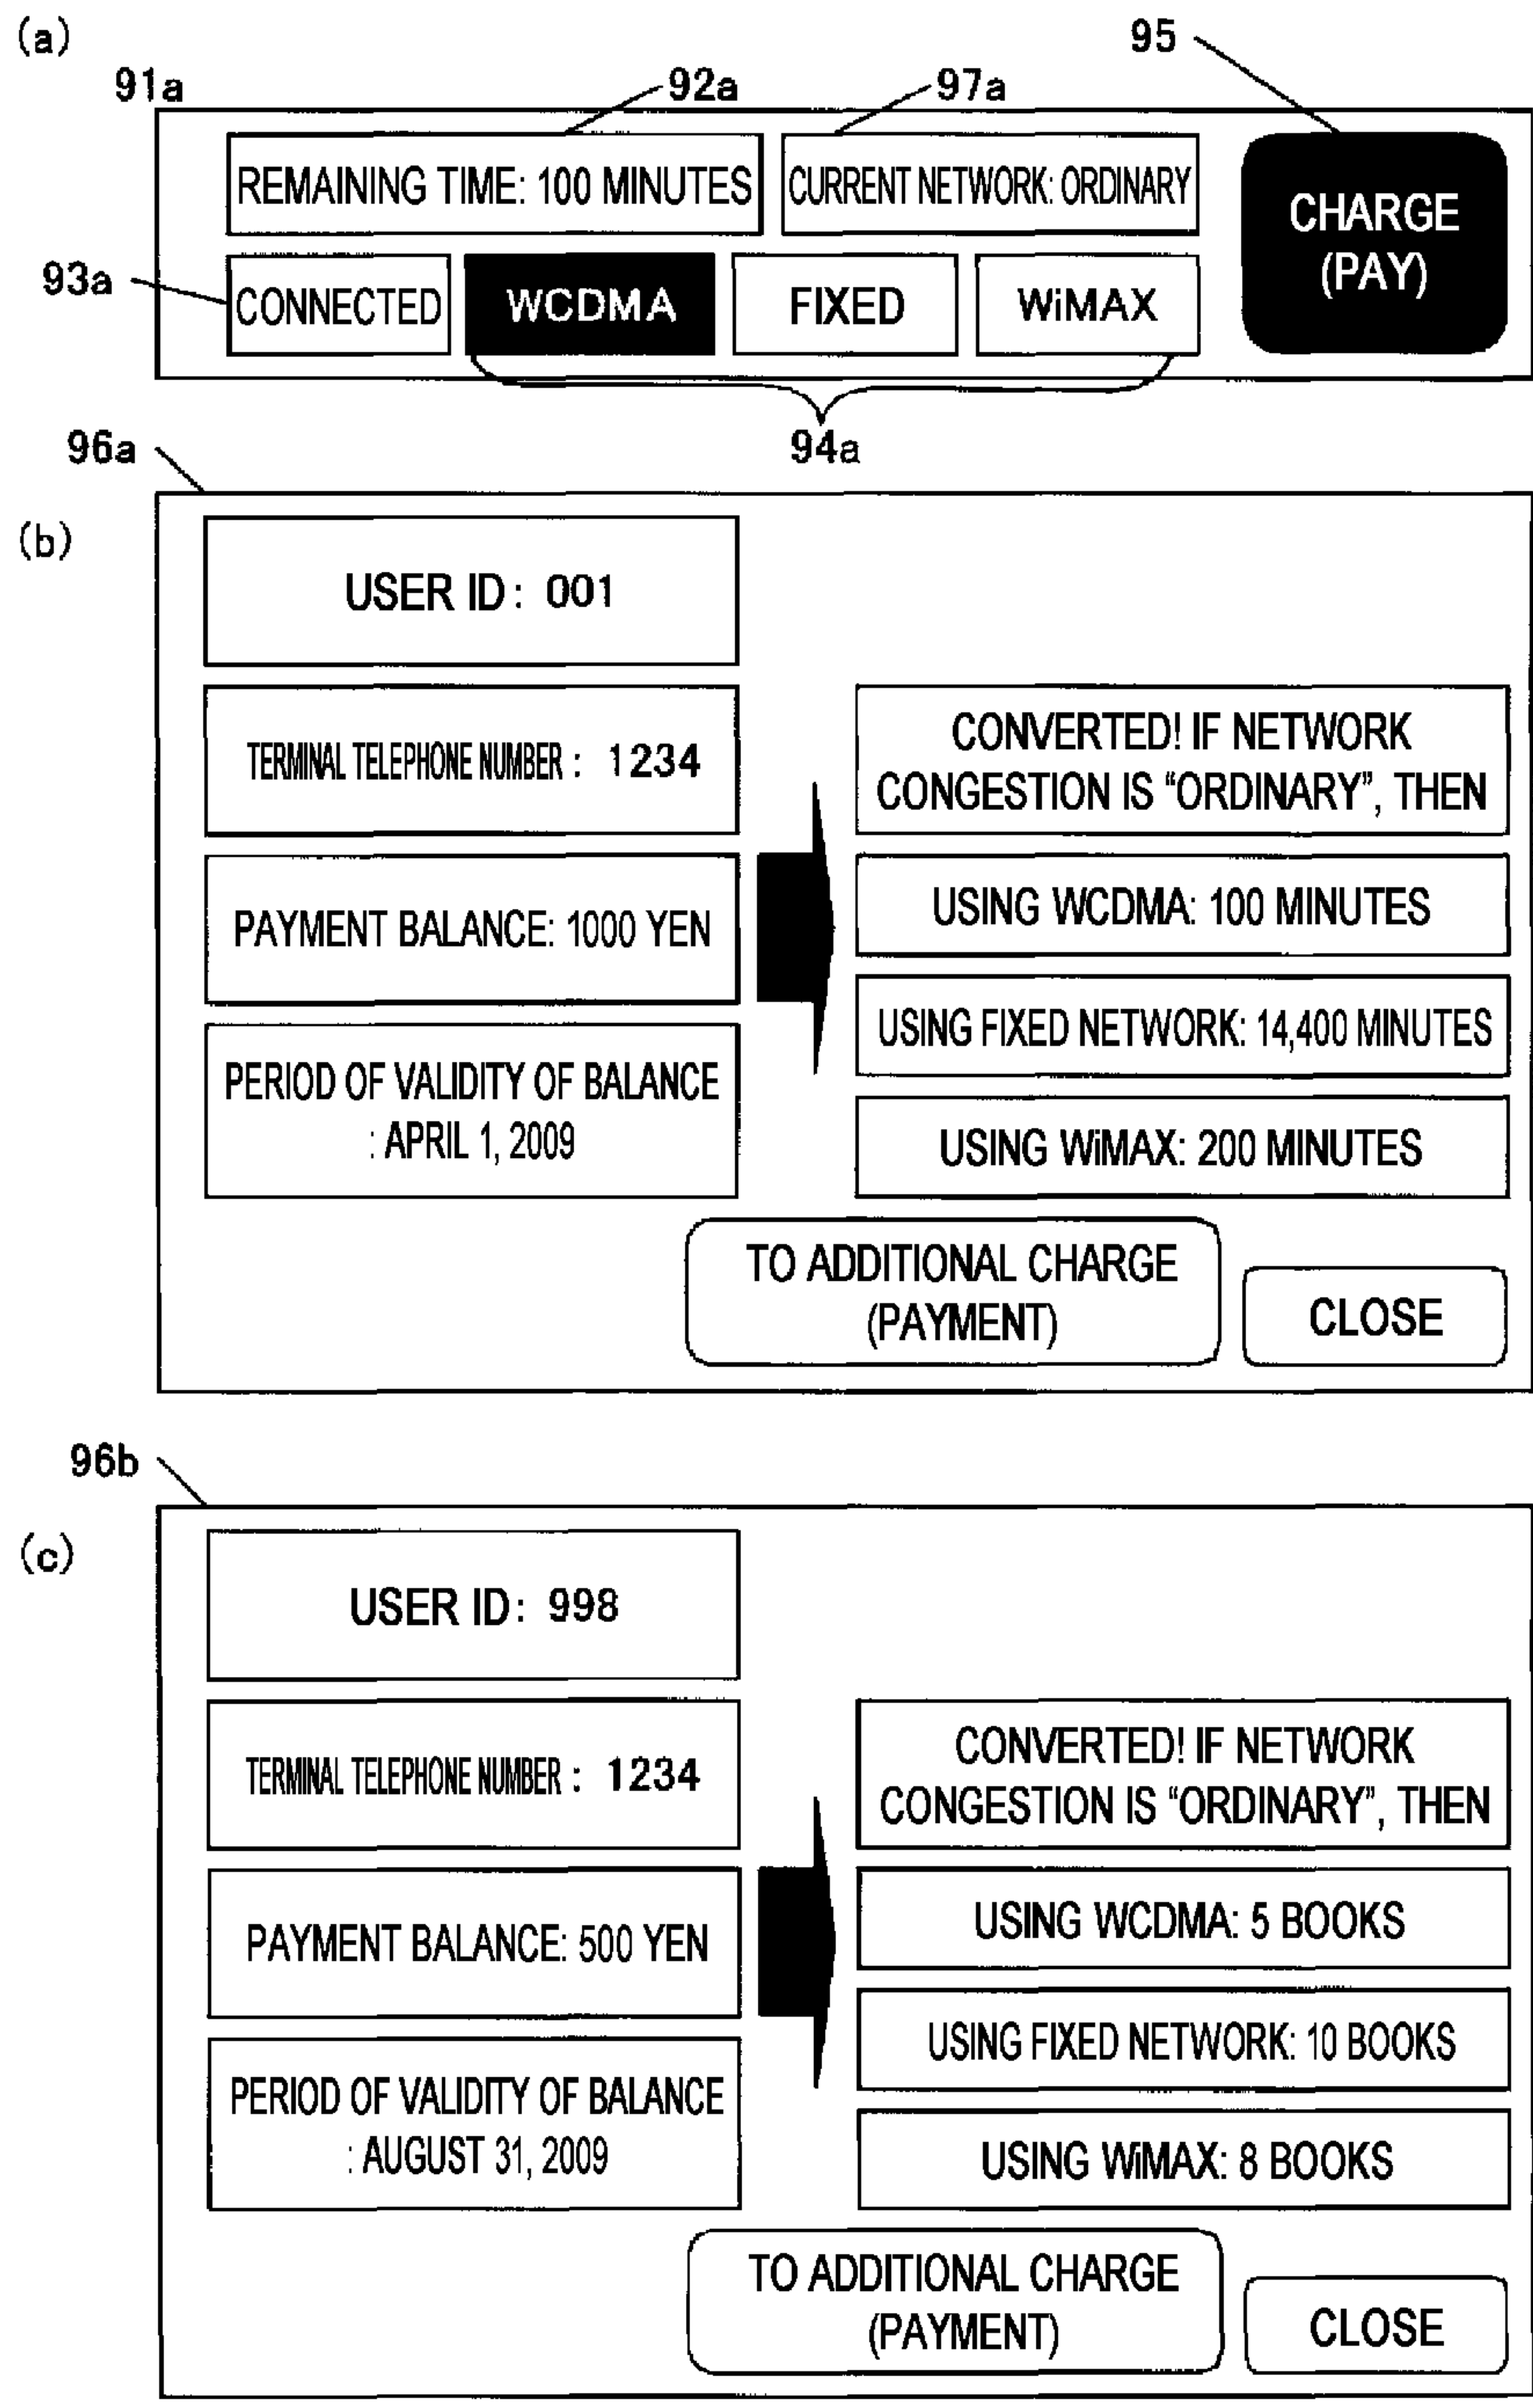 (a)
95
91a
92a
97a
REMAINING TIME: 100 MINUTES
CURRENT NETWORK: ORDINARY
CHARGE
(PAY)
93a
CONNECTED
WCDMA
FIXED
WiMAX
94a
96a
(b)
USER ID: 001
TERMINAL TELEPHONE NUMBER: 1234
PAYMENT BALANCE: 1000 YEN
PERIOD OF VALIDITY OF BALANCE
: APRIL 1, 2009
CONVERTED! IF NETWORK
CONGESTION IS “ORDINARY”, THEN
USING WCDMA: 100 MINUTES
USING FIXED NETWORK: 14,400 MINUTES
USING WiMAX: 200 MINUTES
TO ADDITIONAL CHARGE
(PAYMENT)
CLOSE
96b
(c)
USER ID: 998
TERMINAL TELEPHONE NUMBER: 1234
PAYMENT BALANCE: 500 YEN
PERIOD OF VALIDITY OF BALANCE
: AUGUST 31, 2009
CONVERTED! IF NETWORK
CONGESTION IS “ORDINARY”, THEN
USING WCDMA: 5 BOOKS
USING FIXED NETWORK: 10 BOOKS
USING WiMAX: 8 BOOKS
TO ADDITIONAL CHARGE
(PAYMENT)
CLOSE